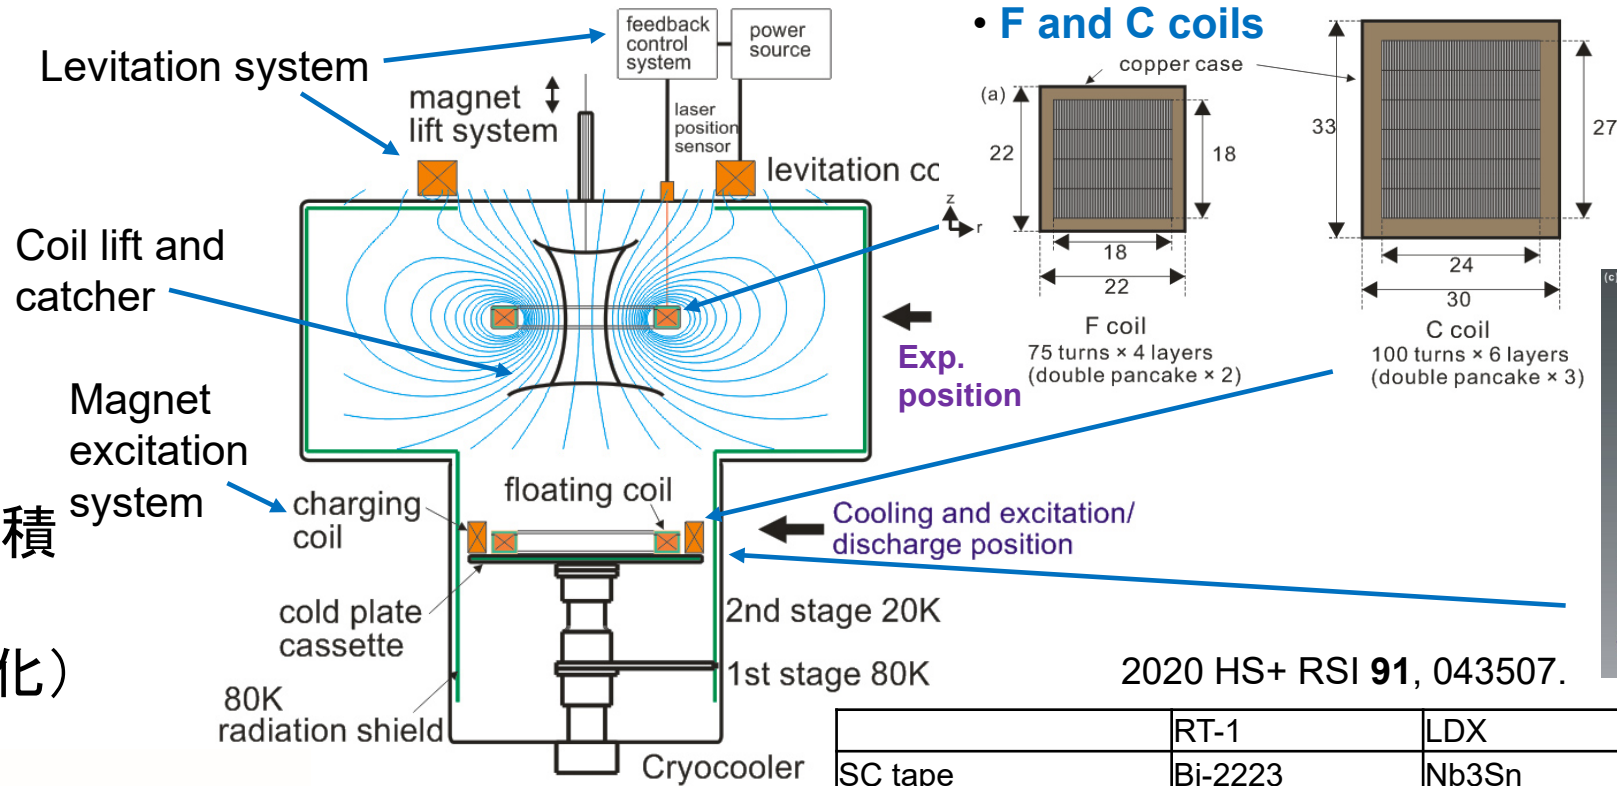 Levitation system
feedback
control
system
power
source
magnet
lift system
laser
position
sensor
levitation
Coil lift and
catcher
Exp.
position
Magnet
excitation
system
積
化）
charging
coil
floating coil
Cooling and excitation/
discharge position
cold plate
cassette
2nd stage 20K
1st stage 80K
80K
radiation shield
Cryocooler
• F and C coils
copper case
(a)
22
18
18
22
z
r
F coil
75 turns × 4 layers
(double pancake × 2)
33
27
24
30
C coil
100 turns × 6 layers
(double pancake × 3)
(c)
2020 HS+ RSI 91, 043507.
RT-1 LDX
SC tape Bi-2223 Nb3Sn